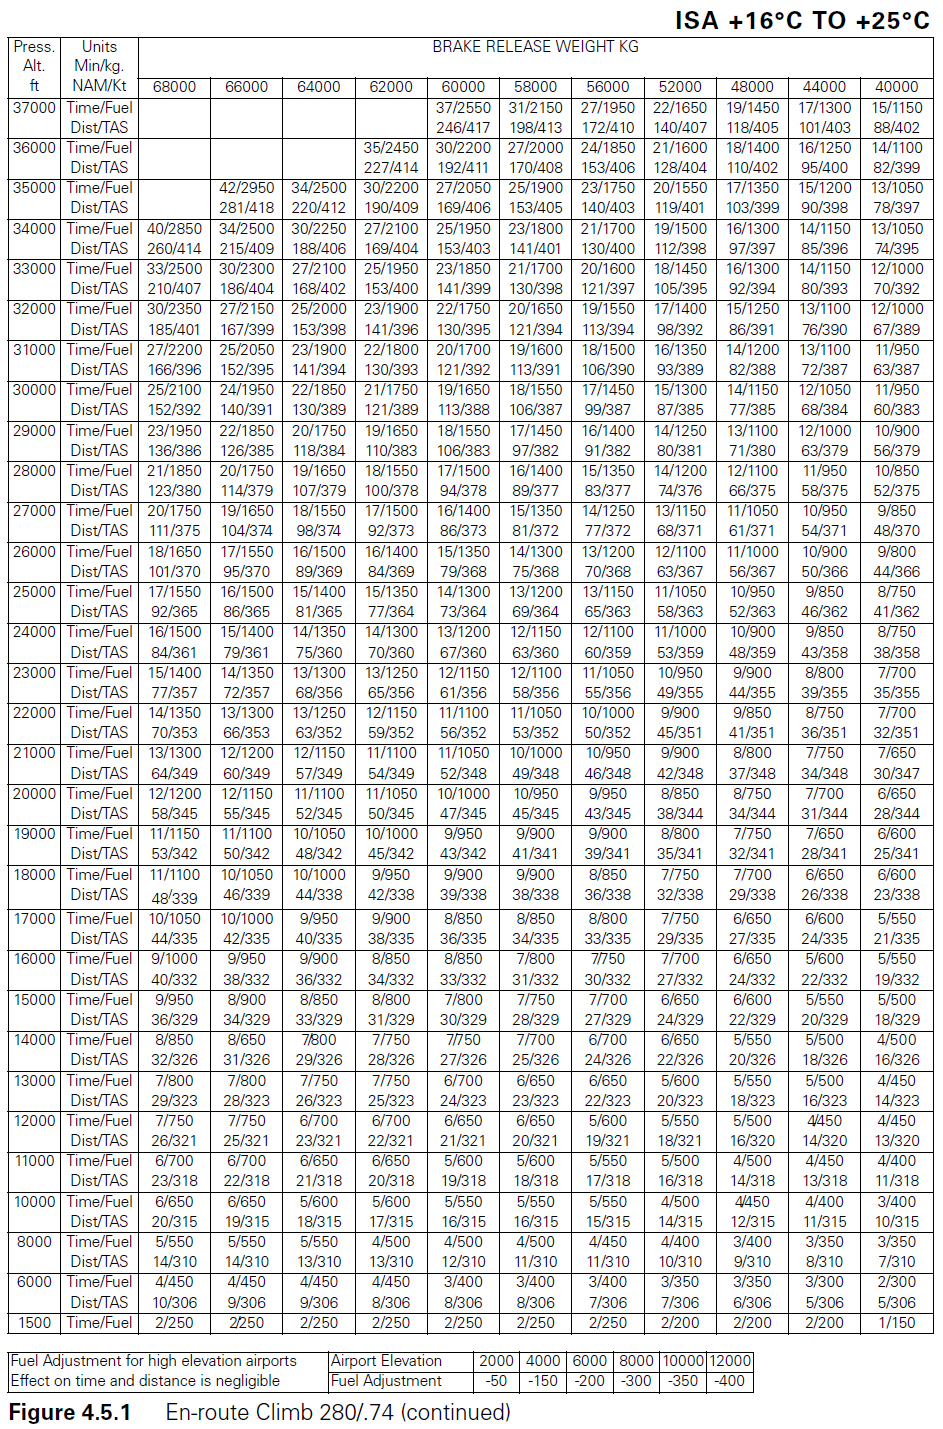 ISA +16°C TO +25°C
Press. Units BRAKE RELEASE WEIGHT KG
Alt. Min/kg.
ft NAM/Kt 68000 66000 64000 62000 60000 58000 56000 52000 48000 44000 40000
37000 Time/Fuel 37/2550 31/2150 27/1950 22/1650 19/1450 17/1300 15/1150
Dist/TAS 246/417 198/413 172/410 140/407 118/405 101/403 88/402
36000 Time/Fuel 35/2450 30/2200 27/2000 24/1850 21/1600 18/1400 16/1250 14/1100
Dist/TAS 227/414 192/411 170/408 153/406 128/404 110/402 95/400 82/399
35000 Time/Fuel 42/2950 34/2500 30/2200 27/2050 25/1900 23/1750 20/1550 17/1350 15/1200 13/1050
Dist/TAS 281/418 220/412 190/409 169/406 153/405 140/403 119/401 103/399 90/398 78/397
34000 Time/Fuel 40/2850 34/2500 30/2250 27/2100 25/1950 23/1800 21/1700 19/1500 16/1300 14/1150 13/1050
Dist/TAS 260/414 215/409 188/406 169/404 153/403 141/401 130/400 112/398 97/397 85/396 74/395
33000 Time/Fuel 33/2500 30/2300 27/2100 25/1950 23/1850 21/1700 20/1600 18/1450 16/1300 14/1150 12/1000
Dist/TAS 210/407 186/404 168/402 153/400 141/399 130/398 121/397 105/395 92/394 80/393 70/392
32000 Time/Fuel 30/2350 27/2150 25/2000 23/1900 22/1750 20/1650 19/1550 17/1400 15/1250 13/1100 12/1000
Dist/TAS 185/401 167/399 153/398 141/396 130/395 121/394 113/394 98/392 86/391 76/390 67/389
31000 Time/Fuel 27/2200 25/2050 23/1900 22/1800 20/1700 19/1600 18/1500 16/1350 14/1200 13/1100 11/950
Dist/TAS 166/396 152/395 141/394 130/393 121/392 113/391 106/390 93/389 82/388 72/387 63/387
30000 Time/Fuel 25/2100 24/1950 22/1850 21/1750 19/1650 18/1550 17/1450 15/1300 14/1150 12/1050 11/950
Dist/TAS 152/392 140/391 130/389 121/389 113/388 106/387 99/387 87/385 77/385 68/384 60/383
29000 Time/Fuel 23/1950 22/1850 20/1750 19/1650 18/1550 17/1450 16/1400 14/1250 13/1100 12/1000 10/900
Dist/TAS 136/386 126/385 118/384 110/383 106/383 97/382 91/382 80/381 71/380 63/379 56/379
28000 Time/Fuel 21/1850 20/1750 19/1650 18/1550 17/1500 16/1400 15/1350 14/1200 12/1100 11/950 10/850
Dist/TAS 123/380 114/379 107/379 100/378 94/378 89/377 83/377 74/376 66/375 58/375 52/375
27000 Time/Fuel 20/1750 19/1650 18/1550 17/1500 16/1400 15/1350 14/1250 13/1150 11/1050 10/950 9/850
Dist/TAS 111/375 104/374 98/374 92/373 86/373 81/372 77/372 68/371 61/371 54/371 48/370
26000 Time/Fuel 18/1650 17/1550 16/1500 16/1400 15/1350 14/1300 13/1200 12/1100 11/1000 10/900 9/800
Dist/TAS 101/370 95/370 89/369 84/369 79/368 75/368 70/368 63/367 56/367 50/366 44/366
25000 Time/Fuel 17/1550 16/1500 15/1400 15/1350 14/1300 13/1200 13/1150 11/1050 10/950 9/850 8/750
Dist/TAS 92/365 86/365 81/365 77/364 73/364 69/364 65/363 58/363 52/363 46/362 41/362
24000 Time/Fuel 16/1500 15/1400 14/1350 14/1300 13/1200 12/1150 12/1100 11/1000 10/900 9/850 8/750
Dist/TAS 84/361 79/361 75/360 70/360 67/360 63/360 60/359 53/359 48/359 43/358 38/358
23000 Time/Fuel 15/1400 14/1350 13/1300 13/1250 12/1150 12/1100 11/1050 10/950 9/900 8/800 7/700
Dist/TAS 77/357 72/357 68/356 65/356 61/356 58/356 55/356 49/355 44/355 39/355 35/355
22000 Time/Fuel 14/1350 13/1300 13/1250 12/1150 11/1100 11/1050 10/1000 9/900 9/850 8/750 7/700
Dist/TAS 70/353 66/353 63/352 59/352 56/352 53/352 50/352 45/351 41/351 36/351 32/351
21000 Time/Fuel 13/1300 12/1200 12/1150 11/1100 11/1050 10/1000 10/950 9/900 8/800 7/750 7/650
Dist/TAS 64/349 60/349 57/349 54/349 52/348 49/348 46/348 42/348 37/348 34/348 30/347
20000 Time/Fuel 12/1200 12/1150 11/1100 11/1050 10/1000 10/950 9/950 8/850 8/750 7/700 6/650
Dist/TAS 58/345 55/345 52/345 50/345 47/345 45/345 43/345 38/344 34/344 31/344 28/344
19000 Time/Fuel 11/1150 11/1100 10/1050 10/1000 9/950 9/900 9/900 8/800 7/750 7/650 6/600
Dist/TAS 53/342 50/342 48/342 45/342 43/342 41/341 39/341 35/341 32/341 28/341 25/341
18000 Time/Fuel 11/1100 10/1050 10/1000 9/950 9/900 9/900 8/850 7/750 7/700 6/650 6/600
Dist/TAS 48/339 46/339 44/338 42/338 39/338 38/338 36/338 32/338 29/338 26/338 23/338
17000 Time/Fuel 10/1050 10/1000 9/950 9/900 8/850 8/850 8/800 7/750 6/650 6/600 5/550
Dist/TAS 44/335 42/335 40/335 38/335 36/335 34/335 33/335 29/335 27/335 24/335 21/335
16000 Time/Fuel 9/1000 9/950 9/900 8/850 8/850 7/800 7/750 7/700 6/650 5/600 5/550
Dist/TAS 40/332 38/332 36/332 34/332 33/332 31/332 30/332 27/332 24/332 22/332 19/332
15000 Time/Fuel 9/950 8/900 8/850 8/800 7/800 7/750 7/700 6/650 6/600 5/550 5/500
Dist/TAS 36/329 34/329 33/329 31/329 30/329 28/329 27/329 24/329 22/329 20/329 18/329
14000 Time/Fuel 8/850 8/650 7/800 7/750 7/750 7/700 6/700 6/650 5/550 5/500 4/500
Dist/TAS 32/326 31/326 29/326 28/326 27/326 25/326 24/326 22/326 20/326 18/326 16/326
13000 Time/Fuel 7/800 7/800 7/750 7/750 6/700 6/650 6/650 5/600 5/550 5/500 4/450
Dist/TAS 29/323 28/323 26/323 25/323 24/323 23/323 22/323 20/323 18/323 16/323 14/323
12000 Time/Fuel 7/750 7/750 6/700 6/700 6/650 6/650 5/600 5/550 5/500 4/450 4/450
Dist/TAS 26/321 25/321 23/321 22/321 21/321 20/321 19/321 18/321 16/320 14/320 13/320
11000 Time/Fuel 6/700 6/700 6/650 6/650 5/600 5/600 5/550 5/500 4/500 4/450 4/400
Dist/TAS 23/318 22/318 21/318 20/318 19/318 18/318 17/318 16/318 14/318 13/318 11/318
10000 Time/Fuel 6/650 6/650 5/600 5/600 5/550 5/550 5/550 4/500 4/450 4/400 3/400
Dist/TAS 20/315 19/315 18/315 17/315 16/315 16/315 15/315 14/315 12/315 11/315 10/315
8000 Time/Fuel 5/550 5/550 5/550 4/500 4/500 4/500 4/450 4/400 3/400 3/350 3/350
Dist/TAS 14/310 14/310 13/310 13/310 12/310 11/310 11/310 10/310 9/310 8/310 7/310
6000 Time/Fuel 4/450 4/450 4/450 4/450 3/400 3/400 3/400 3/350 3/350 3/300 2/300
Dist/TAS 10/306 9/306 9/306 8/306 8/306 8/306 7/306 7/306 6/306 5/306 5/306
1500 Time/Fuel 2/250 2/250 2/250 2/250 2/250 2/250 2/250 2/200 2/200 2/200 1/150
Fuel Adjustment for high elevation airports Airport Elevation 2000 4000 6000 8000 10000 12000
Effect on time and distance is negligible Fuel Adjustment -50 -150 -200 -300 -350 -400
Figure 4.5.1 En-route Climb 280/.74 (continued)